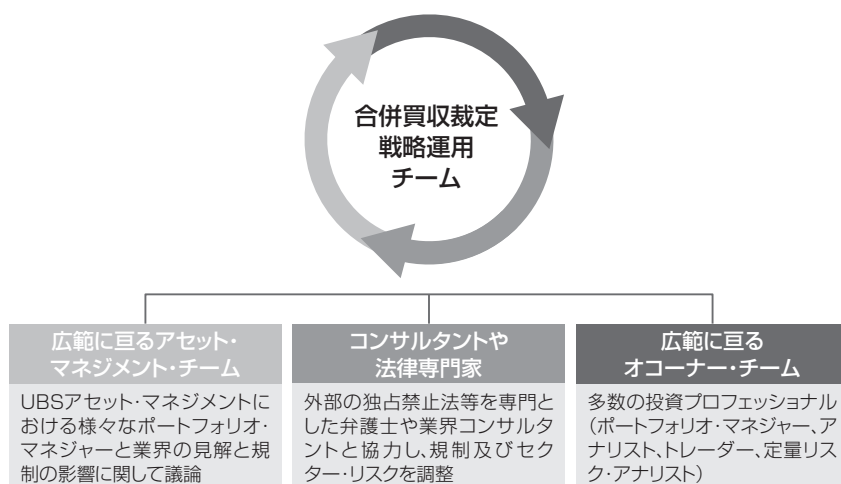 合併買収裁定
戦略運用
チーム
広範に亘るアセット・
マネジメント・チーム
UBSアセット・マネジメントに
おける様々なポートフォリオ・
マネジャーと業界の見解と規
制の影響に関して議論
コンサルタントや
法律専門家
外部の独占禁止法等を専門と
した弁護士や業界コンサルタ
ントと協力し、規制及びセク
ター・リスクを調整
広範に亘る
オコーナー・チーム
多数の投資プロフェッショナル
(ポートフォリオ・マネジャー、ア
ナリスト、トレーダー、定量リス
ク・アナリスト)